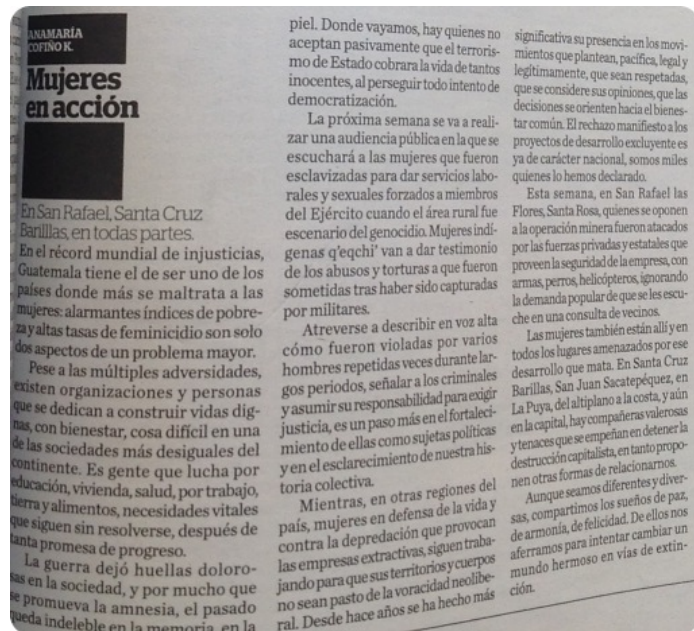 ANAMARÍA
COFIÑO K.
Mujeres
en acción
En San Rafael, Santa Cruz
Barilllas, en todas partes.
En el récord mundial de injusticias,
Guatemala tiene el de ser uno de los
países donde más se maltrata a las
mujeres: alarmantes índices de pobre-
za y altas tasas de feminicidio son solo
dos aspectos de un problema mayor.
Pese a las múltiples adversidades,
existen organizaciones y personas
que se dedican a construir vidas dig-
nas, con bienestar, cosa difícil en una
de las sociedades más desiguales del
continente. Es gente que lucha por
educación, vivienda, salud, por trabajo,
tierra y alimentos, necesidades vitales
que siguen sin resolverse, después de
tanta promesa de progreso.
La guerra dejó huellas doloro-
sas en la sociedad, y por mucho que
se promueva la amnesia, el pasado
queda indeleble en la memoria, en la
piel. Donde vayamos, hay quienes no
aceptan pasivamente que el terroris-
mo de Estado cobrara la vida de tantos
inocentes, al perseguir todo intento de
democratización.
La próxima semana se va a reali-
zar una audiencia pública en la que se
escuchará a las mujeres que fueron
esclavizadas para dar servicios labo-
rales y sexuales forzados a miembros
del Ejército cuando el área rural fue
escenario del genocidio. Mujeres indí-
genas q'eqchi' van a dar testimonio
de los abusos y torturas a que fueron
sometidas tras haber sido capturadas
por militares.
Atreverse a describir en voz alta
cómo fueron violadas por varios
hombres repetidas veces durante lar-
gos periodos, señalar a los criminales
y asumir su responsabilidad para exigir
justicia, es un paso más en el fortaleci-
miento de ellas como sujetas políticas
y en el esclarecimiento de nuestra his-
toria colectiva.
Mientras, en otras regiones del
país, mujeres en defensa de la vida y
contra la depredación que provocan
las empresas extractivas, siguen traba-
jando para que sus territorios y cuerpos
no sean pasto de la voracidad neolibe-
ral. Desde hace años se ha hecho más
significativa su presencia en los movi-
mientos que plantean, pacífica, legal y
legítimamente, que sean respetadas,
que se considere sus opiniones, que las
decisiones se orienten hacia el bienes-
tar común. El rechazo manifiesto a los
proyectos de desarrollo excluyente es
ya de carácter nacional, somos miles
quienes lo hemos declarado.
Esta semana, en San Rafael las
Flores, Santa Rosa, quienes se oponen
a la operación minera fueron atacados
por las fuerzas privadas y estatales que
proveen la seguridad de la empresa, con
armas, perros, helicópteros, ignorando
la demanda popular de que se les escu-
che en una consulta de vecinos.
Las mujeres también están allí y en
todos los lugares amenazados por ese
desarrollo que mata. En Santa Cruz
Barillas, San Juan Sacatepéquez, en
La Puya, del altiplano a la costa, y aún
en la capital, hay compañeras valerosas
y tenaces que se empeñan en detener la
destrucción capitalista, en tanto propo-
nen otras formas de relacionarnos.
Aunque seamos diferentes y diver-
sas, compartimos los sueños de paz,
de armonía, de felicidad. De ellos nos
aferramos para intentar cambiar un
mundo hermoso en vías de extin-
ción.